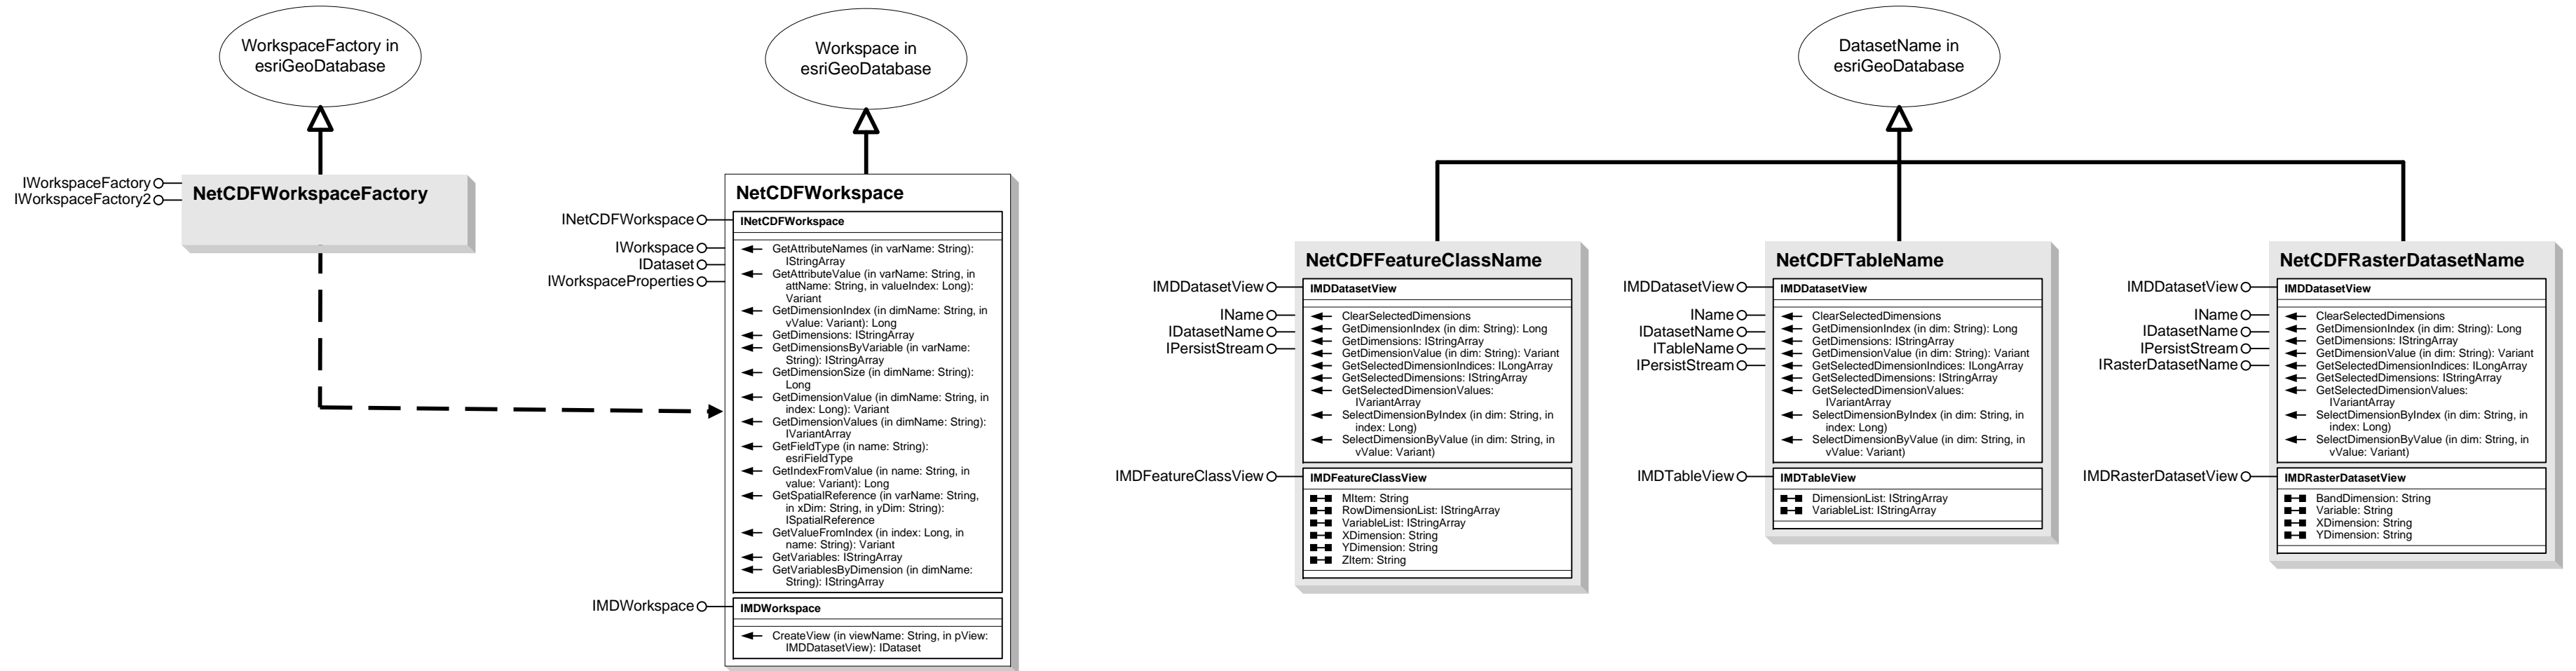 WorkspaceFactory in
esriGeoDatabase
IWorkspaceFactory
IWorkspaceFactory2
NetCDFWorkspaceFactory
Workspace in
esriGeoDatabase
NetCDFWorkspace
INetCDFWorkspace
INetCDFWorkspace
IWorkspace
IDataset
IWorkspaceProperties
GetAttributeNames (in varName: String):
IStringArray
GetAttributeValue (in varName: String, in
attName: String, in valueIndex: Long):
Variant
GetDimensionIndex (in dimName: String, in
vValue: Variant): Long
GetDimensions: IStringArray
GetDimensionsByVariable (in varName:
String): IStringArray
GetDimensionSize (in dimName: String):
Long
GetDimensionValue (in dimName: String, in
index: Long): Variant
GetDimensionValues (in dimName: String):
IVariantArray
GetFieldType (in name: String):
esriFieldType
GetIndexFromValue (in name: String, in
value: Variant): Long
GetSpatialReference (in varName: String,
in xDim: String, in yDim: String):
ISpatialReference
GetValueFromIndex (in index: Long, in
name: String): Variant
GetVariables: IStringArray
GetVariablesByDimension (in dimName:
String): IStringArray
IMDWorkspace
IMDWorkspace
CreateView (in viewName: String, in pView:
IMDDatasetView): IDataset
DatasetName in
esriGeoDatabase
NetCDFFeatureClassName
IMDDatasetView
IMDDatasetView
IName
IDatasetName
IPersistStream
ClearSelectedDimensions
GetDimensionIndex (in dim: String): Long
GetDimensions: IStringArray
GetDimensionValue (in dim: String): Variant
GetSelectedDimensionIndices: ILongArray
GetSelectedDimensions: IStringArray
GetSelectedDimensionValues:
IVariantArray
SelectDimensionByIndex (in dim: String, in
index: Long)
SelectDimensionByValue (in dim: String, in
vValue: Variant)
IMDFeatureClassView
IMDFeatureClassView
MItem: String
RowDimensionList: IStringArray
VariableList: IStringArray
XDimension: String
YDimension: String
ZItem: String
NetCDFTableName
IMDDatasetView
IMDDatasetView
IName
IDatasetName
ITableName
IPersistStream
ClearSelectedDimensions
GetDimensionIndex (in dim: String): Long
GetDimensions: IStringArray
GetDimensionValue (in dim: String): Variant
GetSelectedDimensionIndices: ILongArray
GetSelectedDimensions: IStringArray
GetSelectedDimensionValues:
IVariantArray
SelectDimensionByIndex (in dim: String, in
index: Long)
SelectDimensionByValue (in dim: String, in
vValue: Variant)
IMDTableView
IMDTableView
DimensionList: IStringArray
VariableList: IStringArray
NetCDFRasterDatasetName
IMDDatasetView
IMDDatasetView
IName
IDatasetName
IPersistStream
IRasterDatasetName
ClearSelectedDimensions
GetDimensionIndex (in dim: String): Long
GetDimensions: IStringArray
GetDimensionValue (in dim: String): Variant
GetSelectedDimensionIndices: ILongArray
GetSelectedDimensions: IStringArray
GetSelectedDimensionValues:
IVariantArray
SelectDimensionByIndex (in dim: String, in
index: Long)
SelectDimensionByValue (in dim: String, in
vValue: Variant)
IMDRasterDatasetView
IMDRasterDatasetView
BandDimension: String
Variable: String
XDimension: String
YDimension: String